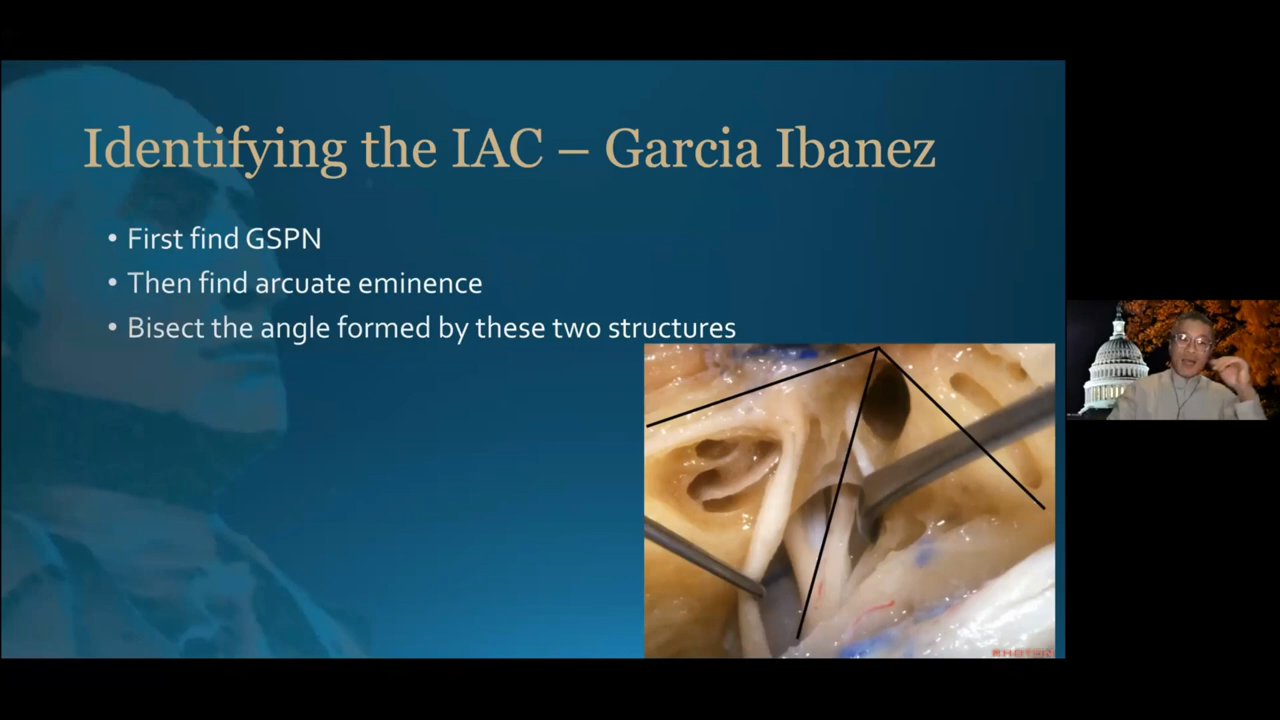 Identifying the IAC – Garcia Ibanez
• First find GSPN
• Then find arcuate eminence
• Bisect the angle formed by these two structures
RHOTON